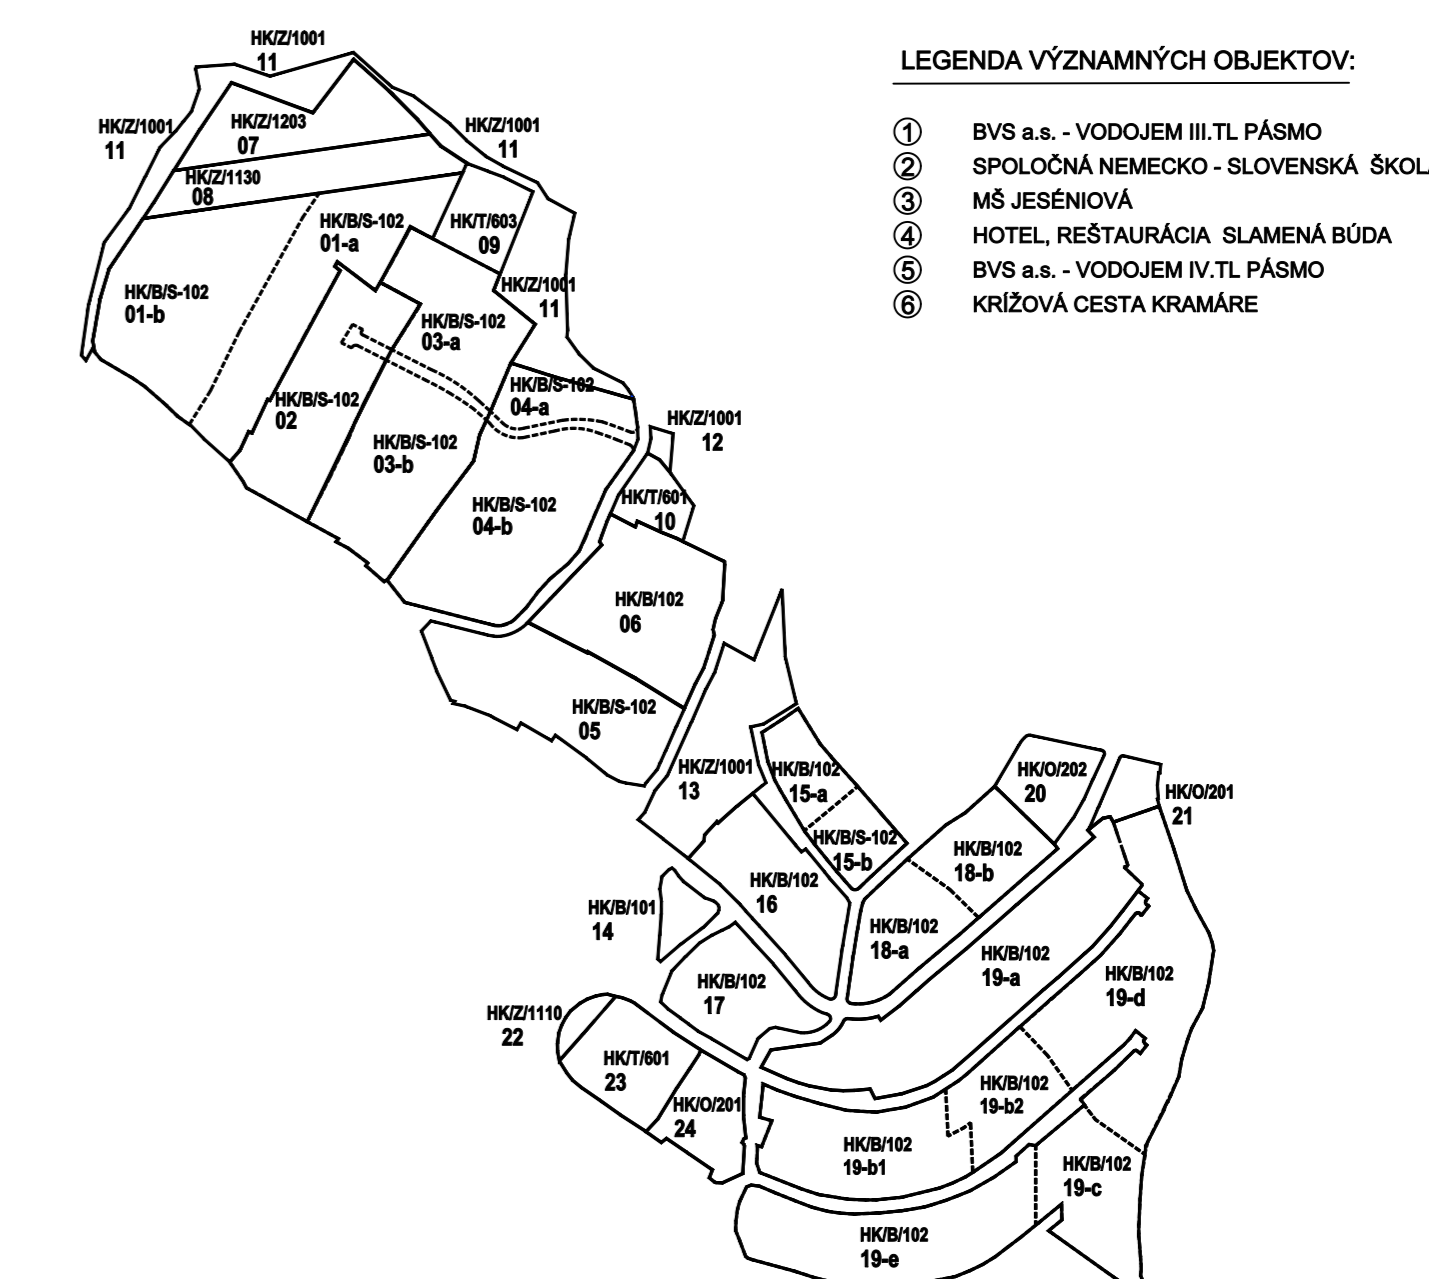 HK/Z/1001
11
LEGENDA VÝZNAMNÝCH OBJEKTOV:
HK/Z/1001
11
HK/Z/1203
07
HK/Z/1001
11
1 BVS a.s. - VODOJEM III.TL PÁSMO
2 SPOLOČNÁ NEMECKO - SLOVENSKÁ ŠKOL
3 MŠ JESÉNIOVÁ
4 HOTEL, REŠTAURÁCIA SLAMENÁ BÚDA
5 BVS a.s. - VODOJEM IV.TL PÁSMO
6 KRÍŽOVÁ CESTA KRAMÁRE
HK/Z/1130
08
HK/B/S-102
01-a
HK/T/603
09
HK/Z/1001
11
HK/B/S-102
01-b
HK/B/S-102
03-a
HK/B/S-102
04-a
HK/B/S-102
02
HK/Z/1001
12
HK/B/S-102
03-b
HK/B/S-102
04-b
HK/T/601
10
HK/B/102
06
HK/B/S-102
05
HK/Z/1001
13
HK/B/102
15-a
HK/O/202
20
HK/O/201
21
HK/B/S-102
15-b
HK/B/102
18-b
HK/B/102
16
HK/B/101
14
HK/B/102
18-a
HK/B/102
19-a
HK/B/102
17
HK/B/102
19-d
HK/Z/1110
22
HK/T/601
23
HK/B/102
19-b2
HK/O/201
24
HK/B/102
19-b1
HK/B/102
19-c
HK/B/102
19-e